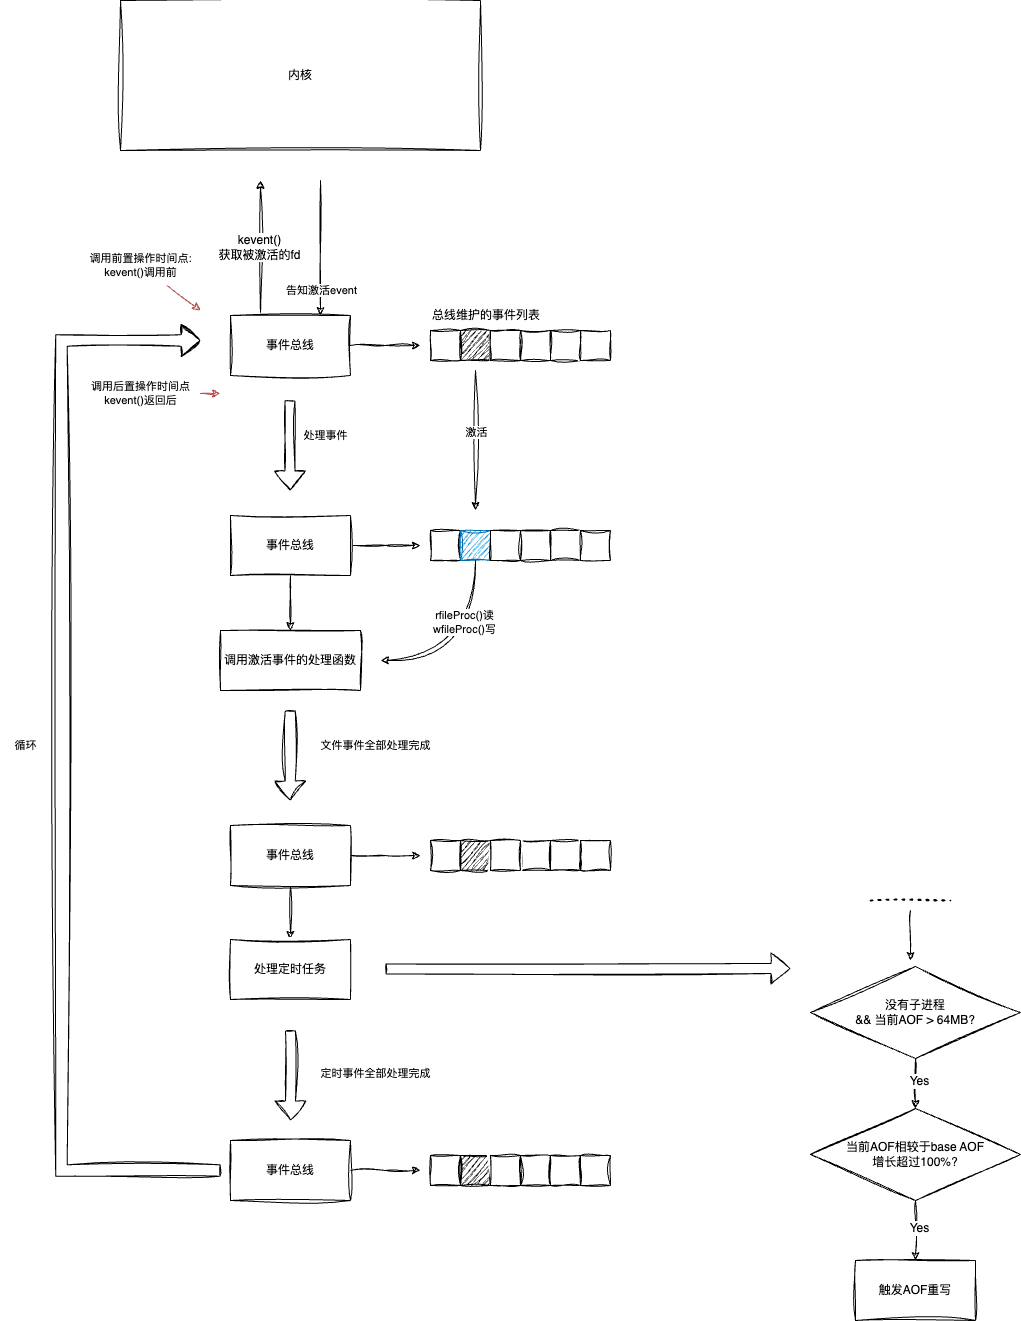 内核
kevent()
获取被激活的fd
调用前置操作时间点:
kevent()调用前
告知激活event
总线维护的事件列表
事件总线
调用后置操作时间点
kevent()返回后
处理事件
激活
事件总线
rfileProc()读
wfileProc()写
调用激活事件的处理函数
循环
文件事件全部处理完成
事件总线
处理定时任务
没有子进程
&& 当前AOF > 64MB?
定时事件全部处理完成
Yes
当前AOF相较于base AOF
增长超过100%?
事件总线
Yes
触发AOF重写